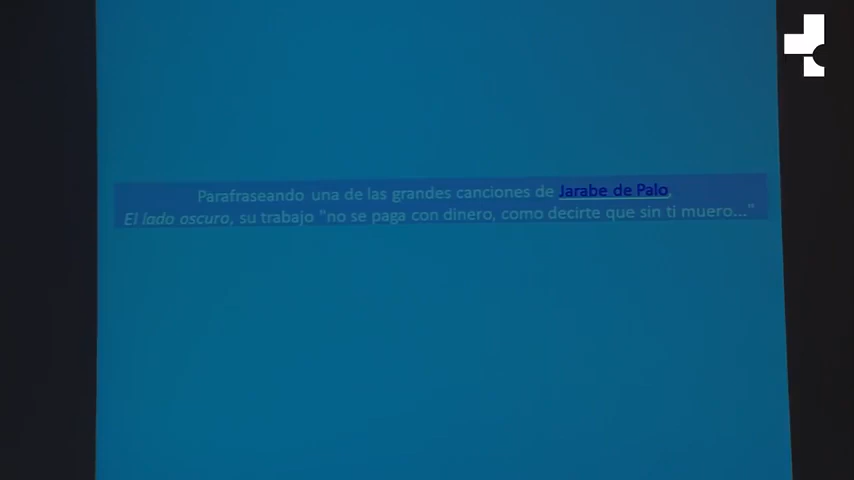 Parafraseando una de las grandes canciones de Jarabe de Palo
El lado oscuro, su trabajo "no se paga con dinero, como decirte que sin ti muero..."